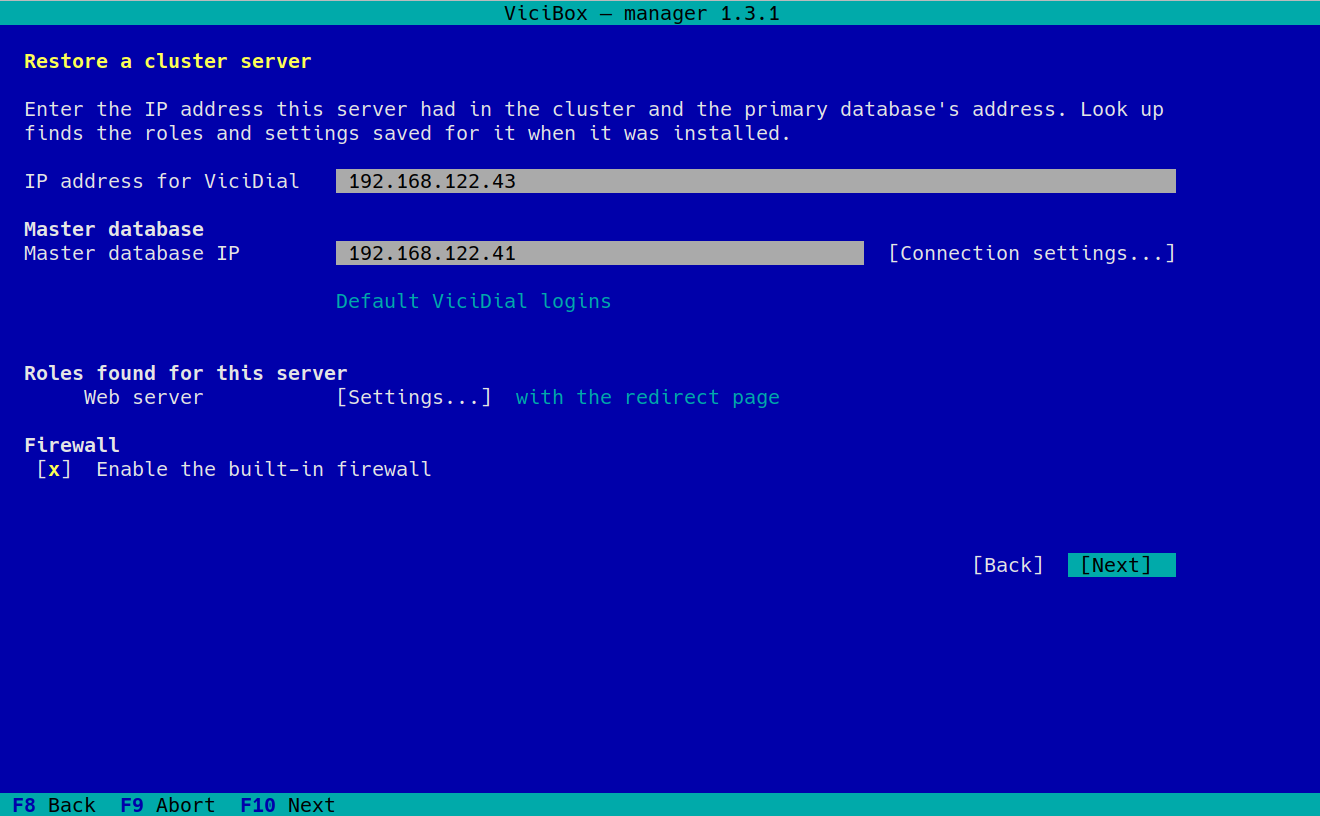 ViciBox – manager 1.3.1
Restore a cluster server
Enter the IP address this server had in the cluster and the primary database's address. Look up
finds the roles and settings saved for it when it was installed.
IP address for ViciDial 192.168.122.43
Master database
Master database IP 192.168.122.41 [Connection settings...]
Default ViciDial logins
Roles found for this server
Web server [Settings...] with the redirect page
Firewall
[x] Enable the built-in firewall
[Back] [Next]
F8 Back F9 Abort F10 Next